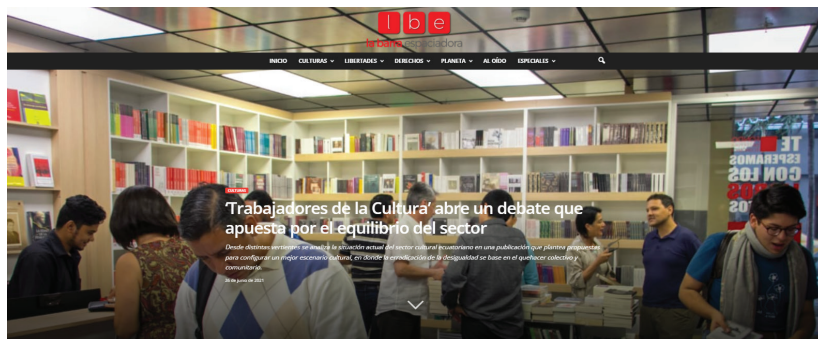 lbe
la barra espaciadora
INICIO CULTURAS LIBERTADES DERECHOS PLANETA AL OÍDO ESPECIALES
TE
ESPERAMOS
CON LOS
CULTURAS
'Trabajadores de la Cultura' abre un debate que
apuesta por el equilibrio del sector
Desde distintas vertientes se analiza la situación actual del sector cultural ecuatoriano en una publicación que plantea propuestas
para configurar un mejor escenario cultural, en donde la erradicación de la desigualdad se base en el quehacer colectivo y
comunitario.
de junio de 2021